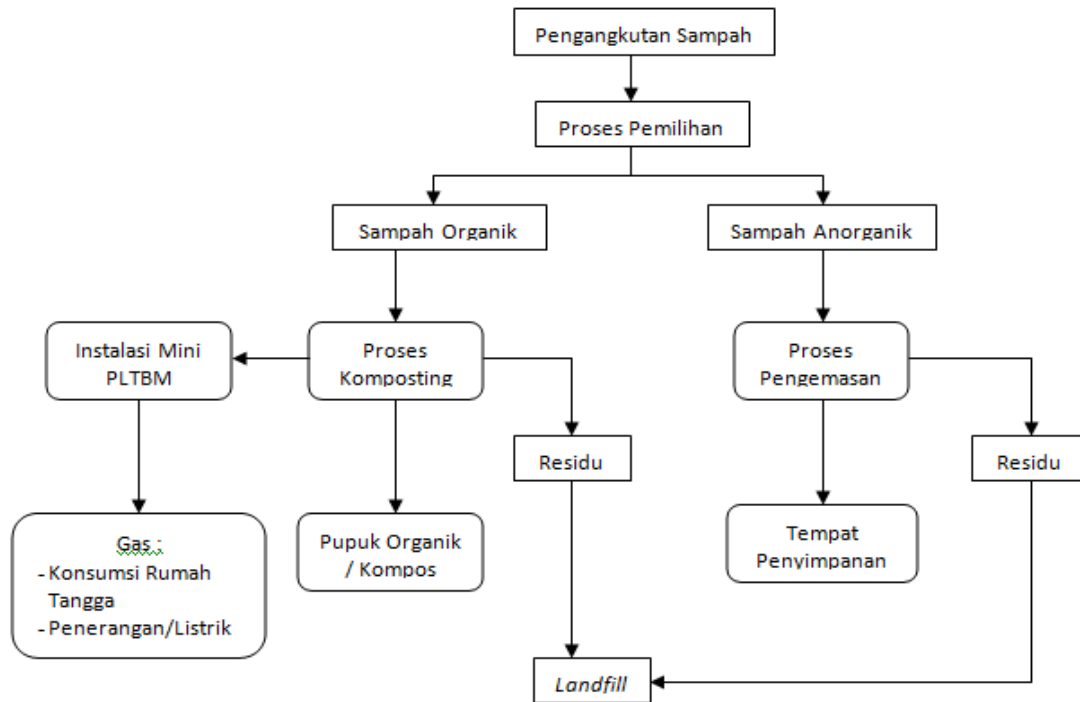 Pengangkutan Sampah
Proses Pemilihan
Sampah Organik
Sampah Anorganik
Instalasi Mini
PLTBM
Proses
Komposting
Proses
Pengemasan
Residu
Residu
Gas :
- Konsumsi Rumah
Tangga
- Penerangan/Listrik
Pupuk Organik
/ Kompos
Tempat
Penyimpanan
Landfill